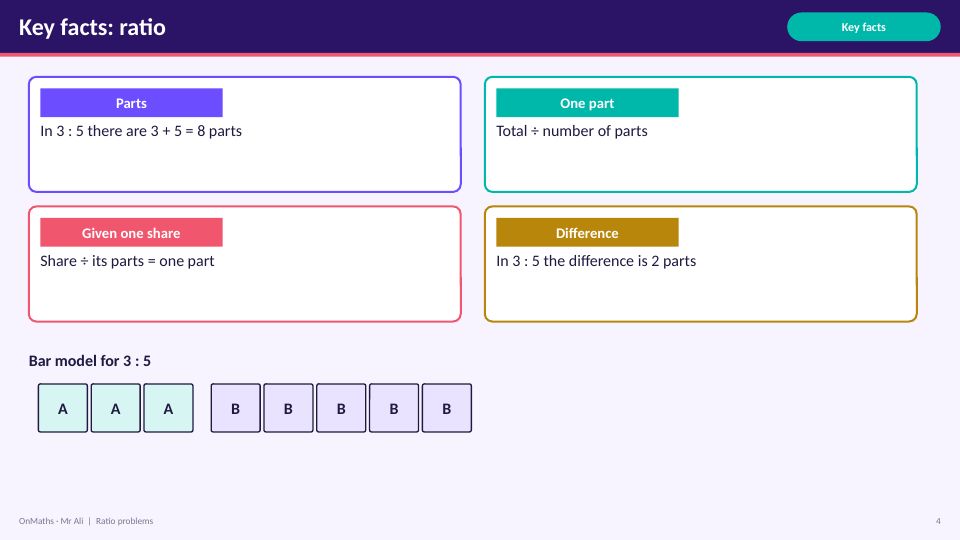 Key facts: ratio
Key facts
Parts
In 3 : 5 there are 3 + 5 = 8 parts
One part
Total ÷ number of parts
Given one share
Share ÷ its parts = one part
Difference
In 3 : 5 the difference is 2 parts
Bar model for 3 : 5
A A A B B B B B
OnMaths - Mr Ali | Ratio problems
4